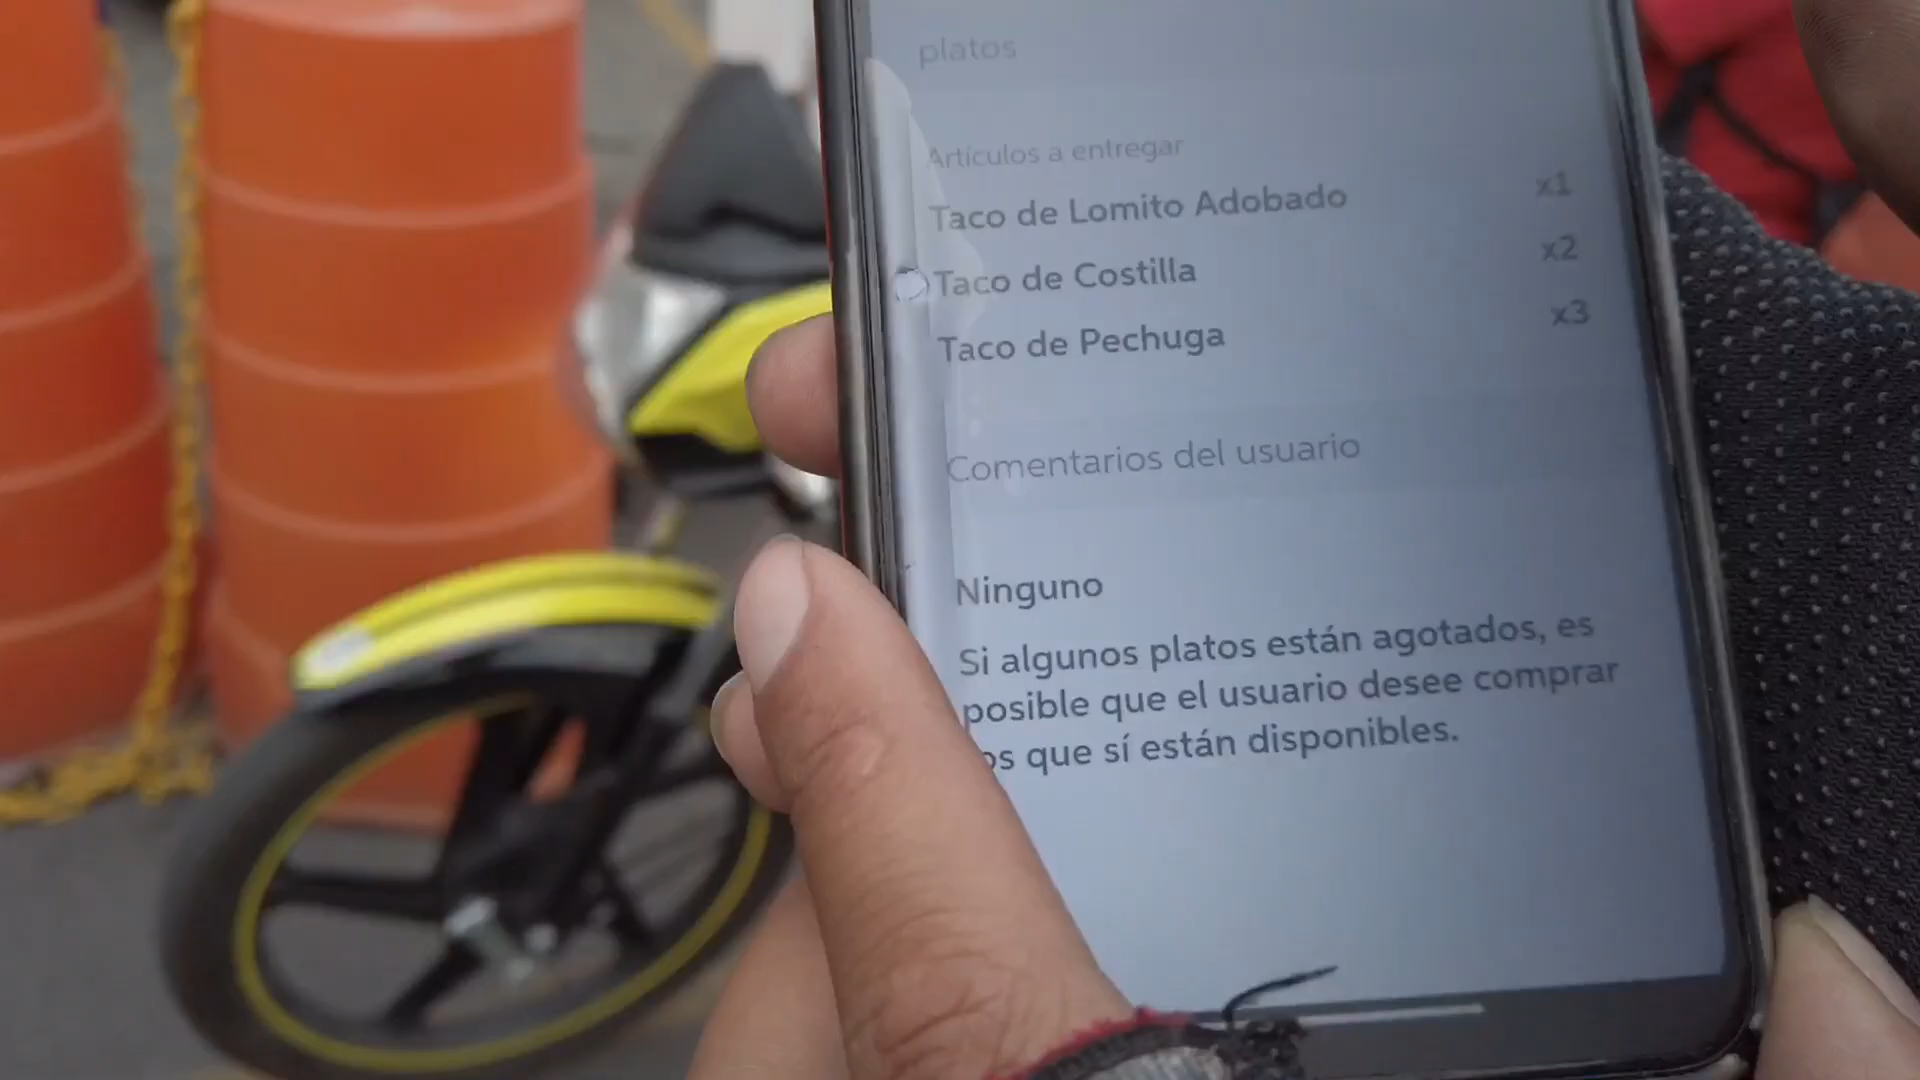 platos
Artículos a entregar
Taco de Lomito Adobado x1
Taco de Costilla x2
Taco de Pechuga x3
Comentarios del usuario
Ninguno
Si algunos platos están agotados, es
posible que el usuario desee comprar
os que sí están disponibles.